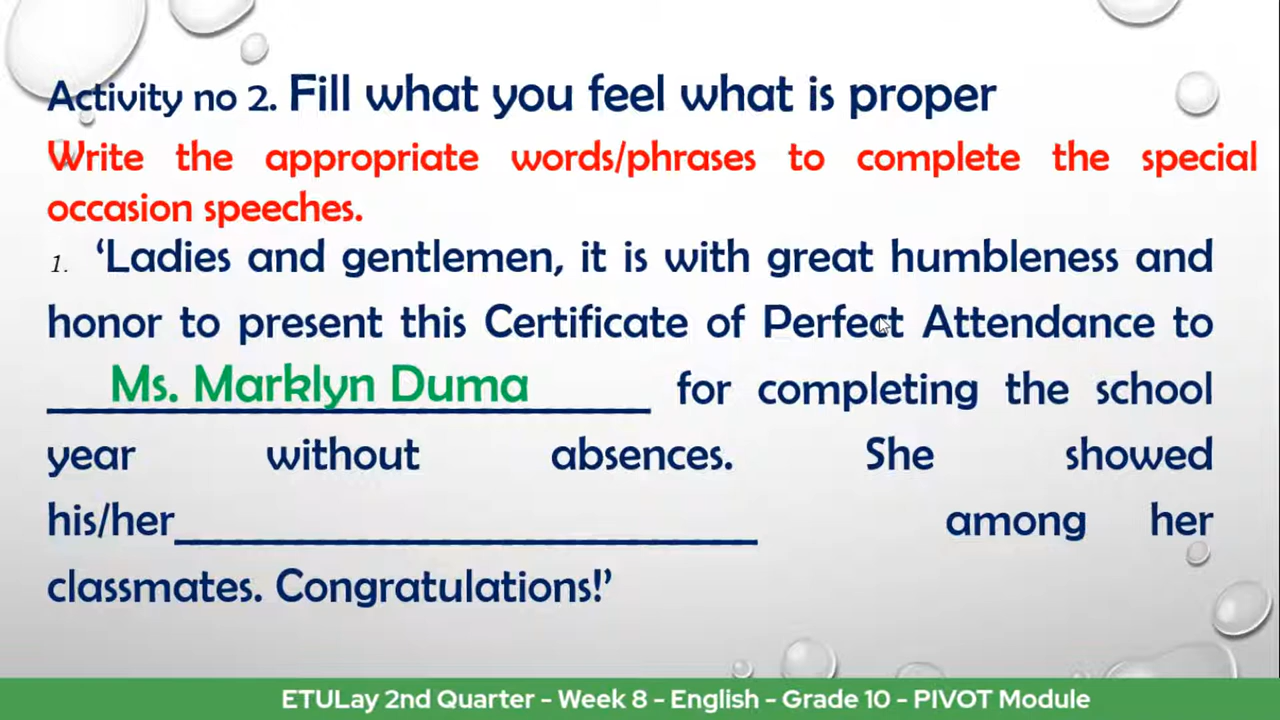 Activity no 2. Fill what you feel what is proper
Write the appropriate words/phrases to complete the special
occasion speeches.
1. ‘Ladies and gentlemen, it is with great humbleness and
honor to present this Certificate of Perfect Attendance to
Ms. Marklyn Duma for completing the school
year without absences. She showed
his/her______________________________ among her
classmates. Congratulations!’
ETULay 2nd Quarter - Week 8 - English - Grade 10 - PIVOT Module